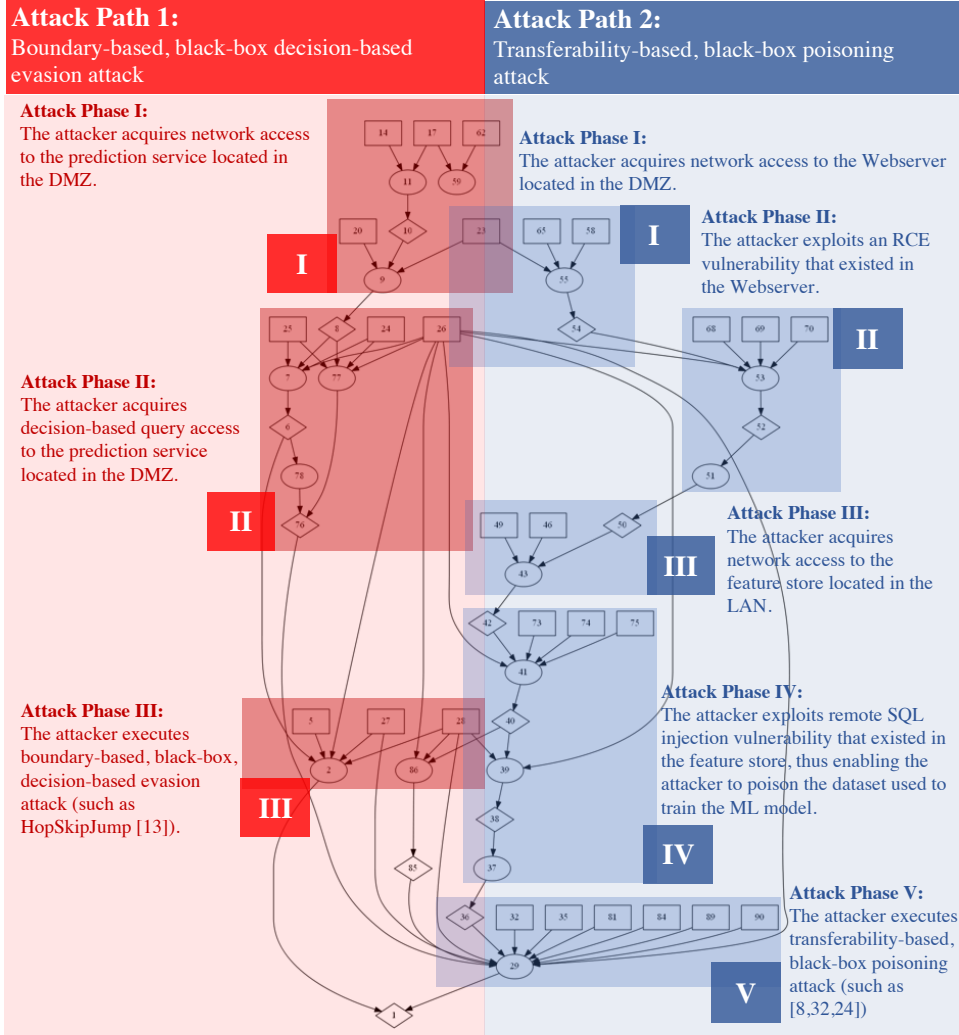 Attack Path 1:
Boundary-based, black-box decision-based
evasion attack
Attack Path 2:
Transferability-based, black-box poisoning
attack
Attack Phase I:
The attacker acquires network access
to the prediction service located in
the DMZ.
14 17 62
11 59
20 10 23
I
9
Attack Phase I:
The attacker acquires network access to the Webserver
located in the DMZ.
65 58
I
55
54
Attack Phase II:
The attacker exploits an RCE
vulnerability that existed in
the Webserver.
25 8 24 26
7 77
6
78
76
II
Attack Phase II:
The attacker acquires
decision-based query access
to the prediction service
located in the DMZ.
68 69 70
II
53
52
51
49 46 50
43
III
Attack Phase III:
The attacker acquires
network access to the
feature store located in the
LAN.
42 73 74 75
41
40
39
38
37
IV
Attack Phase IV:
The attacker exploits remote SQL
injection vulnerability that existed in
the feature store, thus enabling the
attacker to poison the dataset used to
train the ML model.
Attack Phase III:
The attacker executes
boundary-based, black-box,
decision-based evasion
attack (such as
HopSkipJump [13]).
5 27 28
2 86
III
85
36 32 35 81 84 89 90
29
V
1
Attack Phase V:
The attacker executes
transferability-based,
black-box poisoning
attack (such as
[8,32,24])